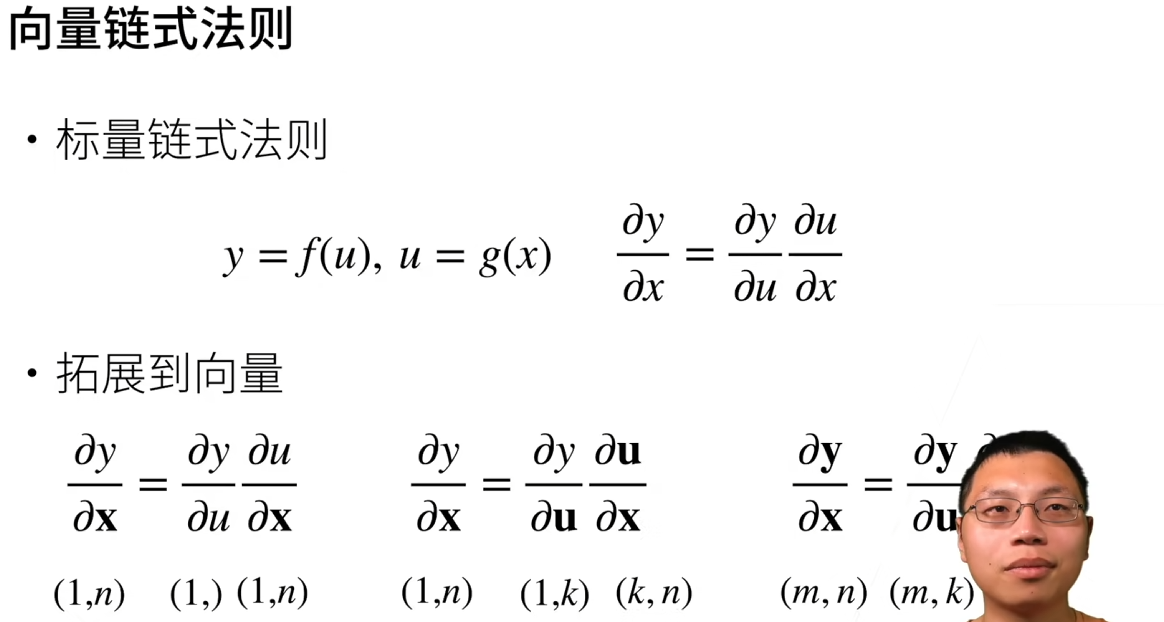 向量链式法则
• 标量链式法则
y = f(u), u = g(x) ∂y/∂x = ∂y/∂u ∂u/∂x
• 拓展到向量
∂y/∂𝐱 = ∂y/∂u ∂u/∂𝐱 ∂y/∂𝐱 = ∂y/∂𝐮 ∂𝐮/∂𝐱 ∂𝐲/∂𝐱 = ∂𝐲/∂𝐮
(1,n) (1,) (1,n) (1,n) (1,k) (k, n) (m, n) (m, k)